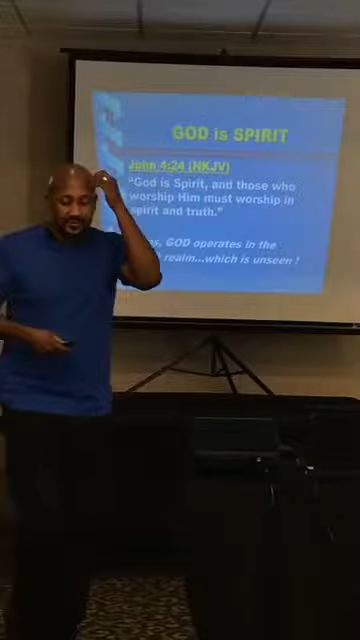 GOD is SPIRIT
John 4:24 (NKJV)
"God is Spirit, and those who
worship Him must worship in
spirit and truth."
GOD operates in the
realm...which is unseen !